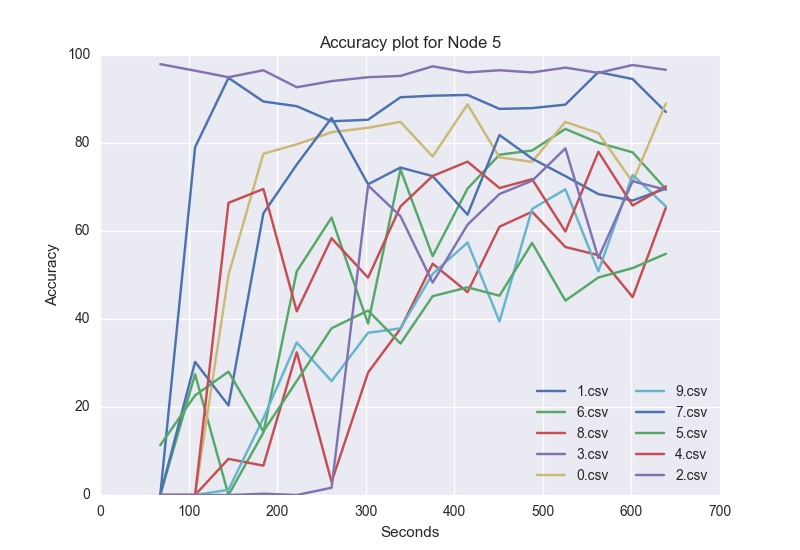 Accuracy plot for Node 5
100
80
60
40
20
0
Accuracy
0 100 200 300 400 500 600 700
Seconds
1.csv 9.csv
6.csv 7.csv
8.csv 5.csv
3.csv 4.csv
0.csv 2.csv